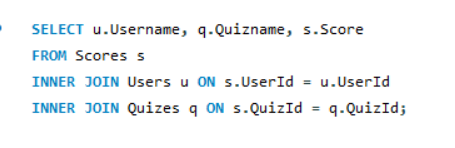 SELECT u.Username, q.Quizname, s.Score
FROM Scores s
INNER JOIN Users u ON s.UserId = u.UserId
INNER JOIN Quizes q ON s.QuizId = q.QuizId;